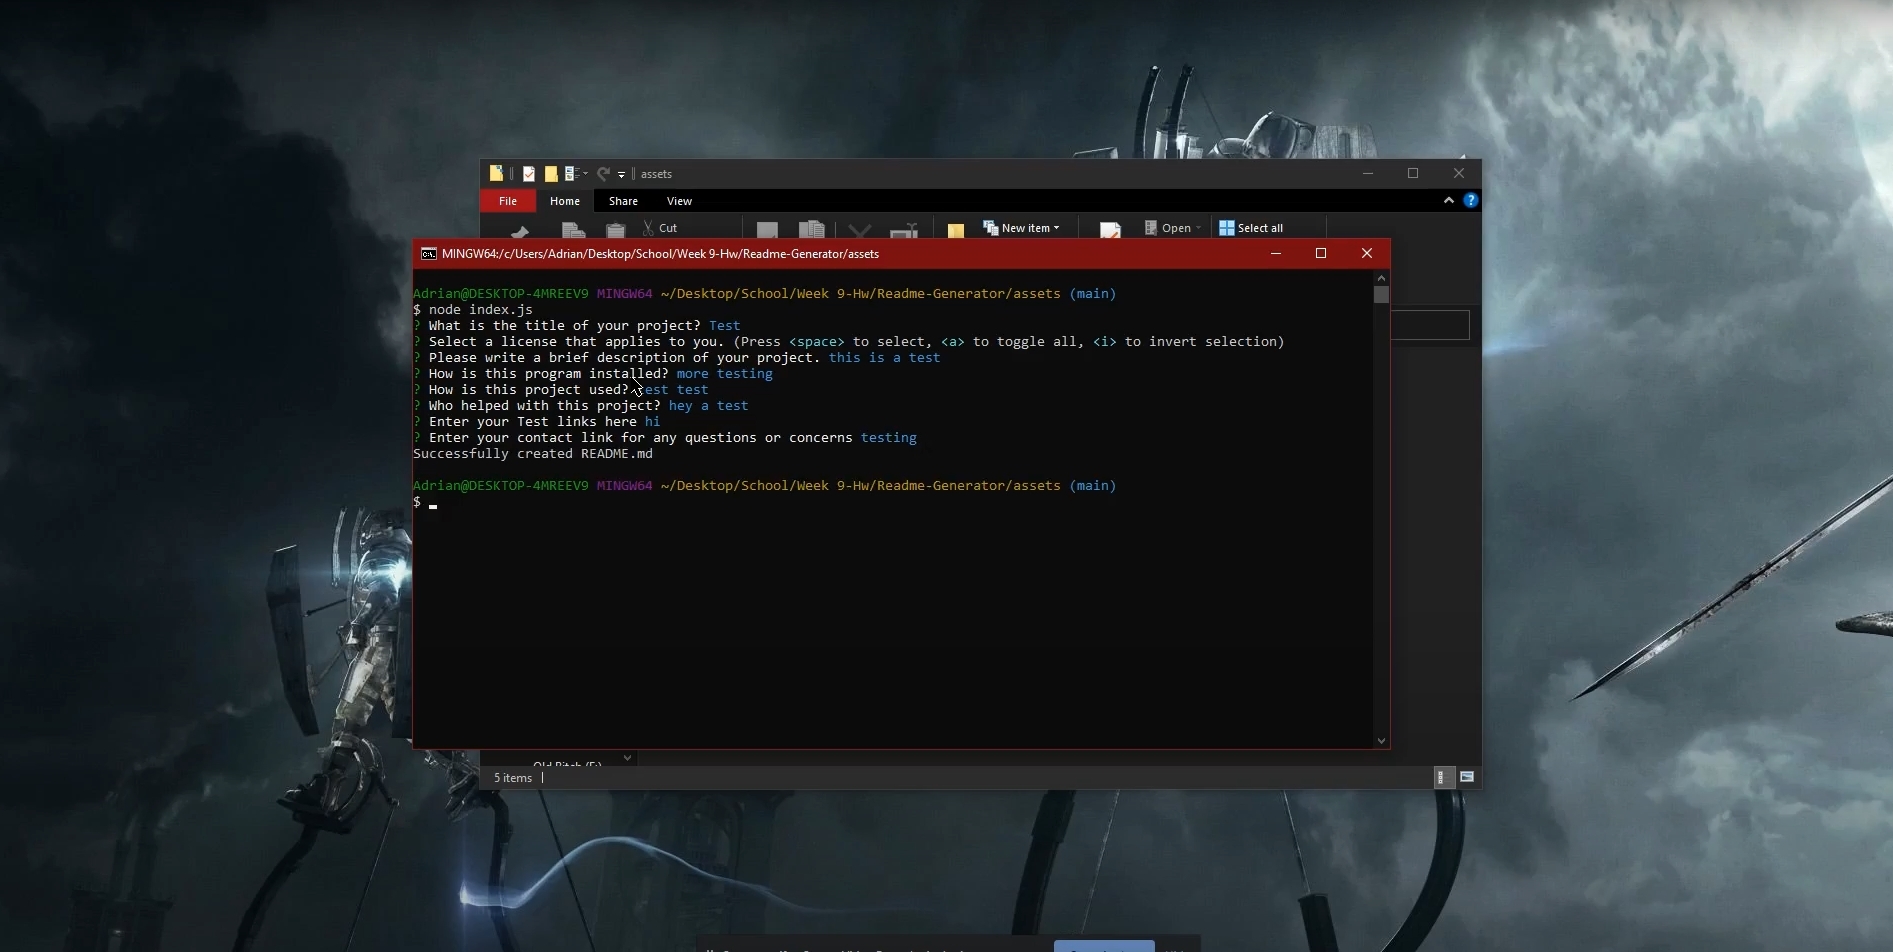 assets
File Home Share View
Cut
New item
Open
Select all
MINGW64:/c/Users/Adrian/Desktop/School/Week 9-Hw/Readme-Generator/assets
Adrian@DESKTOP-4MREEV9 MINGW64 ~/Desktop/School/Week 9-Hw/Readme-Generator/assets (main)
$ node index.js
? What is the title of your project? Test
? Select a license that applies to you. (Press <space> to select, <a> to toggle all, <i> to invert selection)
? Please write a brief description of your project. this is a test
? How is this program installed? more testing
? How is this project used? test test
? Who helped with this project? hey a test
? Enter your Test links here hi
? Enter your contact link for any questions or concerns testing
Successfully created README.md
Adrian@DESKTOP-4MREEV9 MINGW64 ~/Desktop/School/Week 9-Hw/Readme-Generator/assets (main)
$
5 items